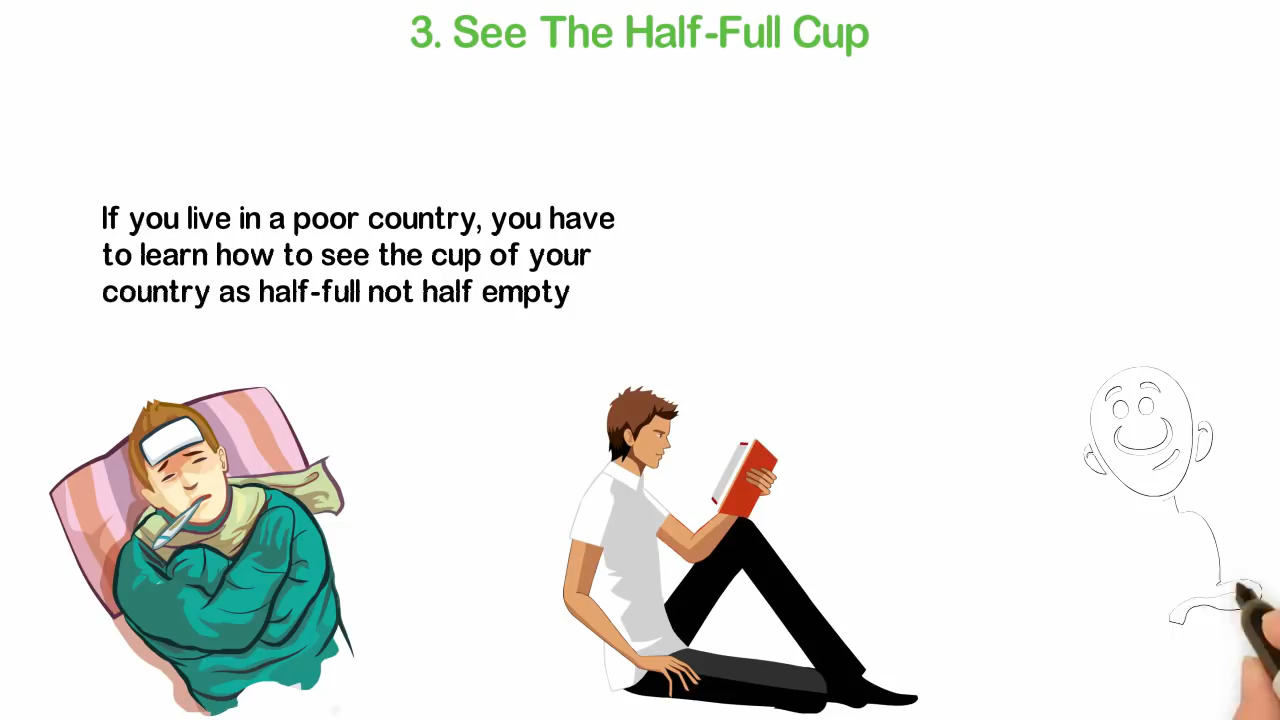 3. See The Half-Full Cup
If you live in a poor country, you have
to learn how to see the cup of your
country as half-full not half empty